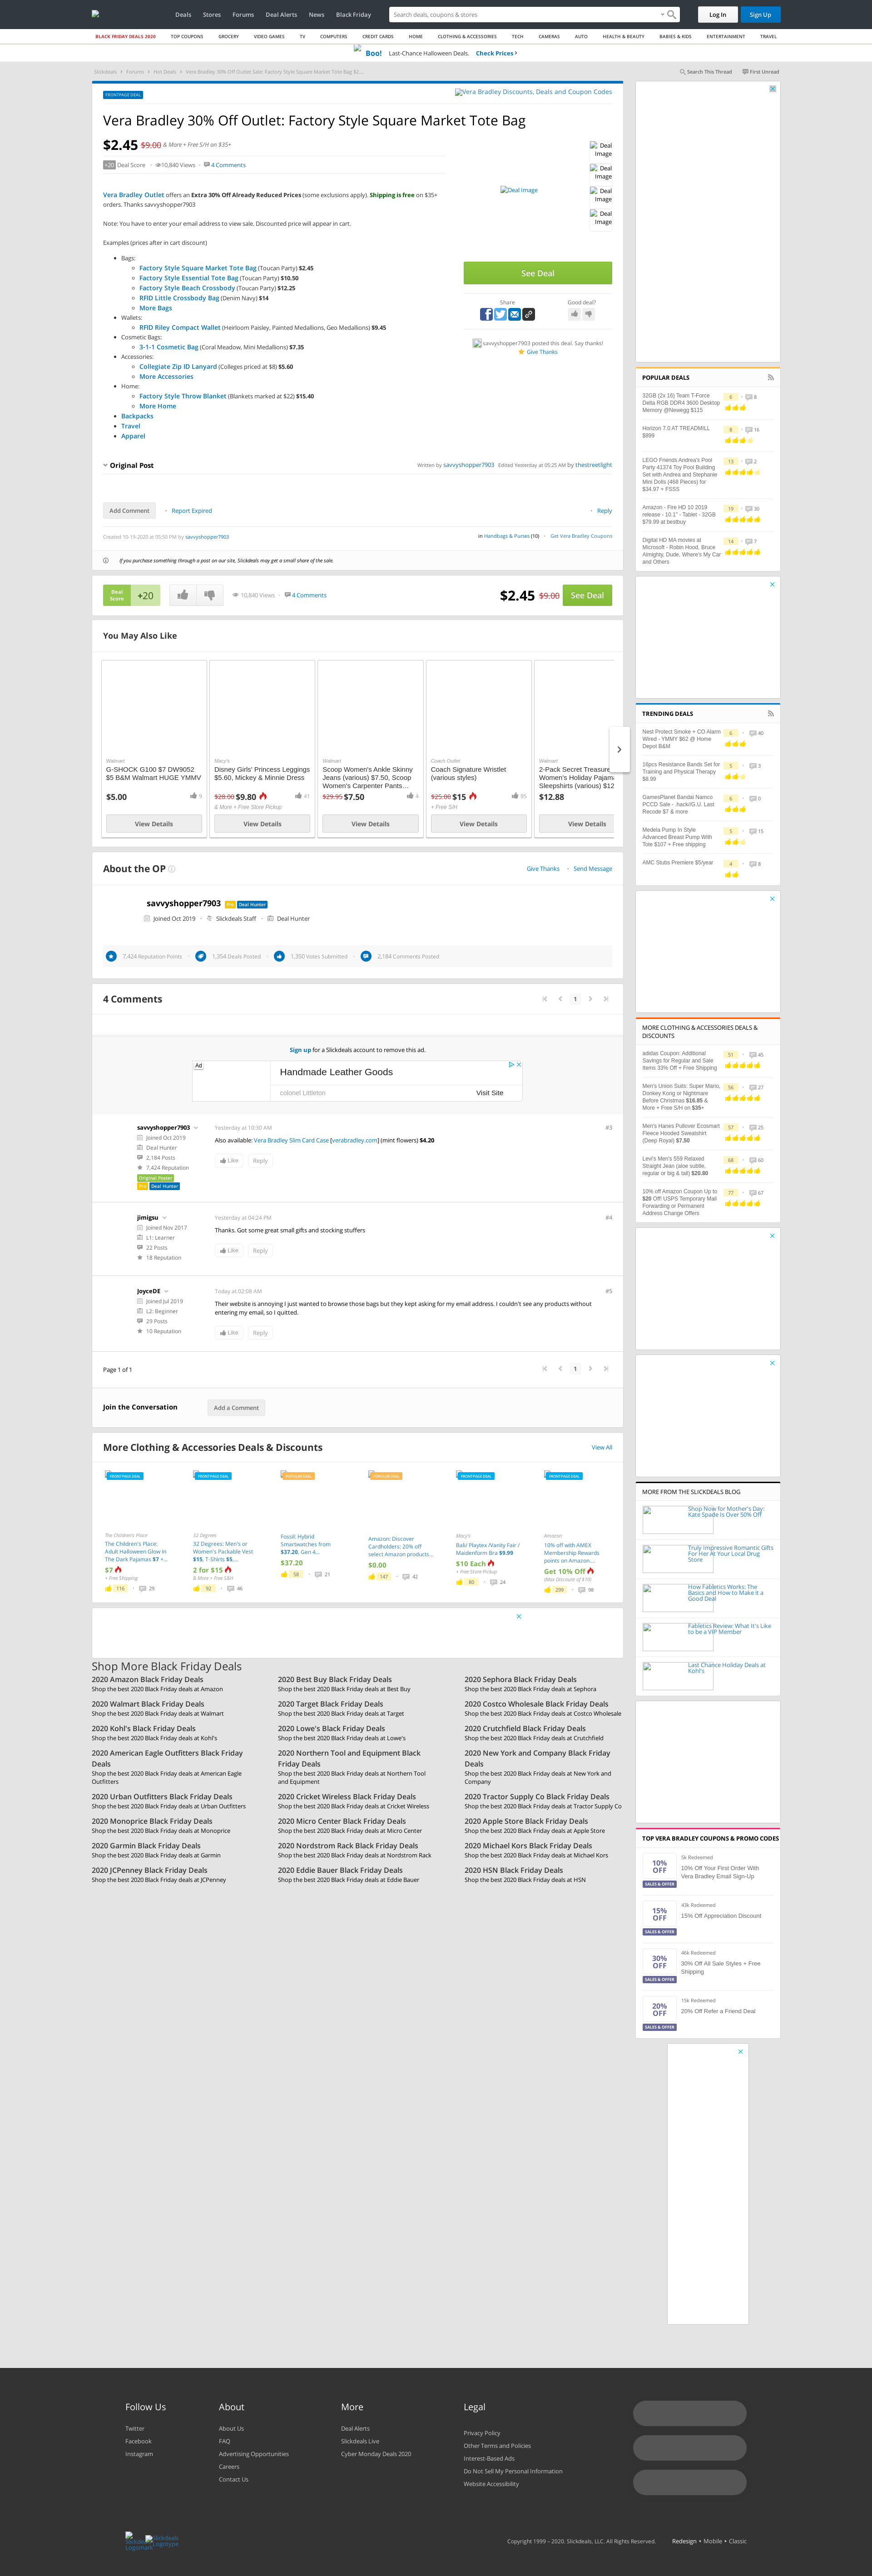 Deals Stores Forums Deal Alerts News Black Friday
Search deals, coupons & stores
Log In
Sign Up
BLACK FRIDAY DEALS 2020 TOP COUPONS GROCERY VIDEO GAMES TV COMPUTERS CREDIT CARDS HOME CLOTHING & ACCESSORIES TECH CAMERAS AUTO HEALTH & BEAUTY BABIES & KIDS ENTERTAINMENT TRAVEL
Boo! Last-Chance Halloween Deals. Check Prices ›
Slickdeals > Forums > Hot Deals > Vera Bradley 30% Off Outlet Sale: Factory Style Square Market Tote Bag $2....
Search This Thread First Unread
FRONTPAGE DEAL
Vera Bradley Discounts, Deals and Coupon Codes
Vera Bradley 30% Off Outlet: Factory Style Square Market Tote Bag
$2.45 $9.00 & More + Free S/H on $35+
+20 Deal Score 10,840 Views 4 Comments
Vera Bradley Outlet offers an Extra 30% Off Already Reduced Prices (some exclusions apply). Shipping is free on $35+
orders. Thanks savvyshopper7903
Note: You have to enter your email address to view sale. Discounted price will appear in cart.
Examples (prices after in cart discount)
Bags:
Factory Style Square Market Tote Bag (Toucan Party) $2.45
Factory Style Essential Tote Bag (Toucan Party) $10.50
Factory Style Beach Crossbody (Toucan Party) $12.25
RFID Little Crossbody Bag (Denim Navy) $14
More Bags
Wallets:
RFID Riley Compact Wallet (Heirloom Paisley, Painted Medallions, Geo Medallions) $9.45
Cosmetic Bags:
3-1-1 Cosmetic Bag (Coral Meadow, Mini Medallions) $7.35
Accessories:
Collegiate Zip ID Lanyard (Colleges priced at $8) $5.60
More Accessories
Home:
Factory Style Throw Blanket (Blankets marked at $22) $15.40
More Home
Backpacks
Travel
Apparel
Deal Image
Deal Image
Deal Image
Deal Image
Deal Image
See Deal
Share Good deal?
savvyshopper7903 posted this deal. Say thanks!
Give Thanks
Original Post
Written by savvyshopper7903 Edited Yesterday at 05:25 AM by thestreetlight
Add Comment Report Expired
Reply
Created 10-19-2020 at 05:50 PM by savvyshopper7903
in Handbags & Purses (10) Get Vera Bradley Coupons
If you purchase something through a post on our site, Slickdeals may get a small share of the sale.
Deal Score +20
10,840 Views 4 Comments
$2.45 $9.00 See Deal
You May Also Like
Walmart
G-SHOCK G100 $7 DW9052 $5 B&M Walmart HUGE YMMV
$5.00 9
View Details
Macy's
Disney Girls' Princess Leggings $5.60, Mickey & Minnie Dress
$28.00 $9.80 41
& More + Free Store Pickup
View Details
Walmart
Scoop Women's Ankle Skinny Jeans (various) $7.50, Scoop Women's Carpenter Pants...
$29.95 $7.50 4
View Details
Coach Outlet
Coach Signature Wristlet (various styles)
$25.00 $15 95
+ Free S/H
View Details
Walmart
2-Pack Secret Treasure Women's Holiday Pajam Sleepshirts (various) $12
$12.88
View Details
About the OP
Give Thanks Send Message
savvyshopper7903 Pro Deal Hunter
Joined Oct 2019 Slickdeals Staff Deal Hunter
7,424 Reputation Points 1,354 Deals Posted 1,350 Votes Submitted 2,184 Comments Posted
4 Comments
1
Sign up for a Slickdeals account to remove this ad.
Ad
Handmade Leather Goods
colonel Littleton
Visit Site
savvyshopper7903
Joined Oct 2019
Deal Hunter
2,184 Posts
7,424 Reputation
Original Poster
Pro Deal Hunter
Yesterday at 10:30 AM #3
Also available: Vera Bradley Slim Card Case [verabradley.com] (mint flowers) $4.20
Like Reply
jimigsu
Joined Nov 2017
L1: Learner
22 Posts
18 Reputation
Yesterday at 04:24 PM #4
Thanks. Got some great small gifts and stocking stuffers
Like Reply
JoyceDE
Joined Jul 2019
L2: Beginner
29 Posts
10 Reputation
Today at 02:08 AM #5
Their website is annoying I just wanted to browse those bags but they kept asking for my email address. I couldn't see any products without
entering my email, so I quitted.
Like Reply
Page 1 of 1
1
Join the Conversation Add a Comment
More Clothing & Accessories Deals & Discounts
View All
FRONTPAGE DEAL
The Children's Place
The Children's Place: Adult Halloween Glow in The Dark Pajamas $7 +...
$7
+ Free Shipping
116 29
FRONTPAGE DEAL
32 Degrees
32 Degrees: Men's or Women's Packable Vest $15, T-Shirts $5,...
2 for $15
& More + Free S&H
92 46
POPULAR DEAL
Fossil: Hybrid Smartwatches from $37.20, Gen 4...
$37.20
58 21
POPULAR DEAL
Amazon: Discover Cardholders: 20% off select Amazon products...
$0.00
147 42
FRONTPAGE DEAL
Macy's
Bali/ Playtex /Vanity Fair / Maidenform Bra $9.99
$10 Each
+ Free Store Pickup
80 24
FRONTPAGE DEAL
Amazon
10% off with AMEX Membership Rewards points on Amazon,...
Get 10% Off
(Max Discount of $10)
299 98
Shop More Black Friday Deals
2020 Amazon Black Friday Deals
Shop the best 2020 Black Friday deals at Amazon
2020 Best Buy Black Friday Deals
Shop the best 2020 Black Friday deals at Best Buy
2020 Sephora Black Friday Deals
Shop the best 2020 Black Friday deals at Sephora
2020 Walmart Black Friday Deals
Shop the best 2020 Black Friday deals at Walmart
2020 Target Black Friday Deals
Shop the best 2020 Black Friday deals at Target
2020 Costco Wholesale Black Friday Deals
Shop the best 2020 Black Friday deals at Costco Wholesale
2020 Kohl's Black Friday Deals
Shop the best 2020 Black Friday deals at Kohl's
2020 Lowe's Black Friday Deals
Shop the best 2020 Black Friday deals at Lowe's
2020 Crutchfield Black Friday Deals
Shop the best 2020 Black Friday deals at Crutchfield
2020 American Eagle Outfitters Black Friday Deals
Shop the best 2020 Black Friday deals at American Eagle Outfitters
2020 Northern Tool and Equipment Black Friday Deals
Shop the best 2020 Black Friday deals at Northern Tool and Equipment
2020 New York and Company Black Friday Deals
Shop the best 2020 Black Friday deals at New York and Company
2020 Urban Outfitters Black Friday Deals
Shop the best 2020 Black Friday deals at Urban Outfitters
2020 Cricket Wireless Black Friday Deals
Shop the best 2020 Black Friday deals at Cricket Wireless
2020 Tractor Supply Co Black Friday Deals
Shop the best 2020 Black Friday deals at Tractor Supply Co
2020 Monoprice Black Friday Deals
Shop the best 2020 Black Friday deals at Monoprice
2020 Micro Center Black Friday Deals
Shop the best 2020 Black Friday deals at Micro Center
2020 Apple Store Black Friday Deals
Shop the best 2020 Black Friday deals at Apple Store
2020 Garmin Black Friday Deals
Shop the best 2020 Black Friday deals at Garmin
2020 Nordstrom Rack Black Friday Deals
Shop the best 2020 Black Friday deals at Nordstrom Rack
2020 Michael Kors Black Friday Deals
Shop the best 2020 Black Friday deals at Michael Kors
2020 JCPenney Black Friday Deals
Shop the best 2020 Black Friday deals at JCPenney
2020 Eddie Bauer Black Friday Deals
Shop the best 2020 Black Friday deals at Eddie Bauer
2020 HSN Black Friday Deals
Shop the best 2020 Black Friday deals at HSN
POPULAR DEALS
32GB (2x 16) Team T-Force Delta RGB DDR4 3600 Desktop Memory @Newegg $115 6 8
Horizon 7.0 AT TREADMILL $899 8 16
LEGO Friends Andrea's Pool Party 41374 Toy Pool Building Set with Andrea and Stephanie Mini Dolls (468 Pieces) for $34.97 + FSSS 13 2
Amazon - Fire HD 10 2019 release - 10.1" - Tablet - 32GB $79.99 at bestbuy 19 30
Digital HD MA movies at Microsoft - Robin Hood, Bruce Almighty, Dude, Where's My Car and Others 14 7
TRENDING DEALS
Nest Protect Smoke + CO Alarm Wired - YMMY $62 @ Home Depot B&M 6 40
16pcs Resistance Bands Set for Training and Physical Therapy $8.99 5 3
GamesPlanet Bandai Namco PCCD Sale - .hack//G.U. Last Recode $7 & more 6 0
Medela Pump In Style Advanced Breast Pump With Tote $107 + Free shipping 5 15
AMC Stubs Premiere $5/year 4 8
MORE CLOTHING & ACCESSORIES DEALS & DISCOUNTS
adidas Coupon: Additional Savings for Regular and Sale Items 33% Off + Free Shipping 51 45
Men's Union Suits: Super Mario, Donkey Kong or Nightmare Before Christmas $16.85 & More + Free S/H on $35+ 56 27
Men's Hanes Pullover Ecosmart Fleece Hooded Sweatshirt (Deep Royal) $7.50 57 25
Levi's Men's 559 Relaxed Straight Jean (aloe subtle, regular or big & tall) $20.80 68 60
10% off Amazon Coupon Up to $20 Off! USPS Temporary Mail Forwarding or Permanent Address Change Offers 77 67
MORE FROM THE SLICKDEALS BLOG
Shop Now for Mother's Day: Kate Spade Is Over 50% Off
Truly Impressive Romantic Gifts For Her At Your Local Drug Store
How Fabletics Works: The Basics and How to Make it a Good Deal
Fabletics Review: What It's Like to be a VIP Member
Last Chance Holiday Deals at Kohl's
TOP VERA BRADLEY COUPONS & PROMO CODES
10% OFF SALES & OFFER 5k Redeemed 10% Off Your First Order With Vera Bradley Email Sign-Up
15% OFF SALES & OFFER 43k Redeemed 15% Off Appreciation Discount
30% OFF SALES & OFFER 46k Redeemed 30% Off All Sale Styles + Free Shipping
20% OFF SALES & OFFER 15k Redeemed 20% Off Refer a Friend Deal
Follow Us
Twitter
Facebook
Instagram
About
About Us
FAQ
Advertising Opportunities
Careers
Contact Us
More
Deal Alerts
Slickdeals Live
Cyber Monday Deals 2020
Legal
Privacy Policy
Other Terms and Policies
Interest-Based Ads
Do Not Sell My Personal Information
Website Accessibility
Slickdeals Logomark
Slickdeals Logotype
Copyright 1999 - 2020. Slickdeals, LLC. All Rights Reserved. Redesign • Mobile • Classic